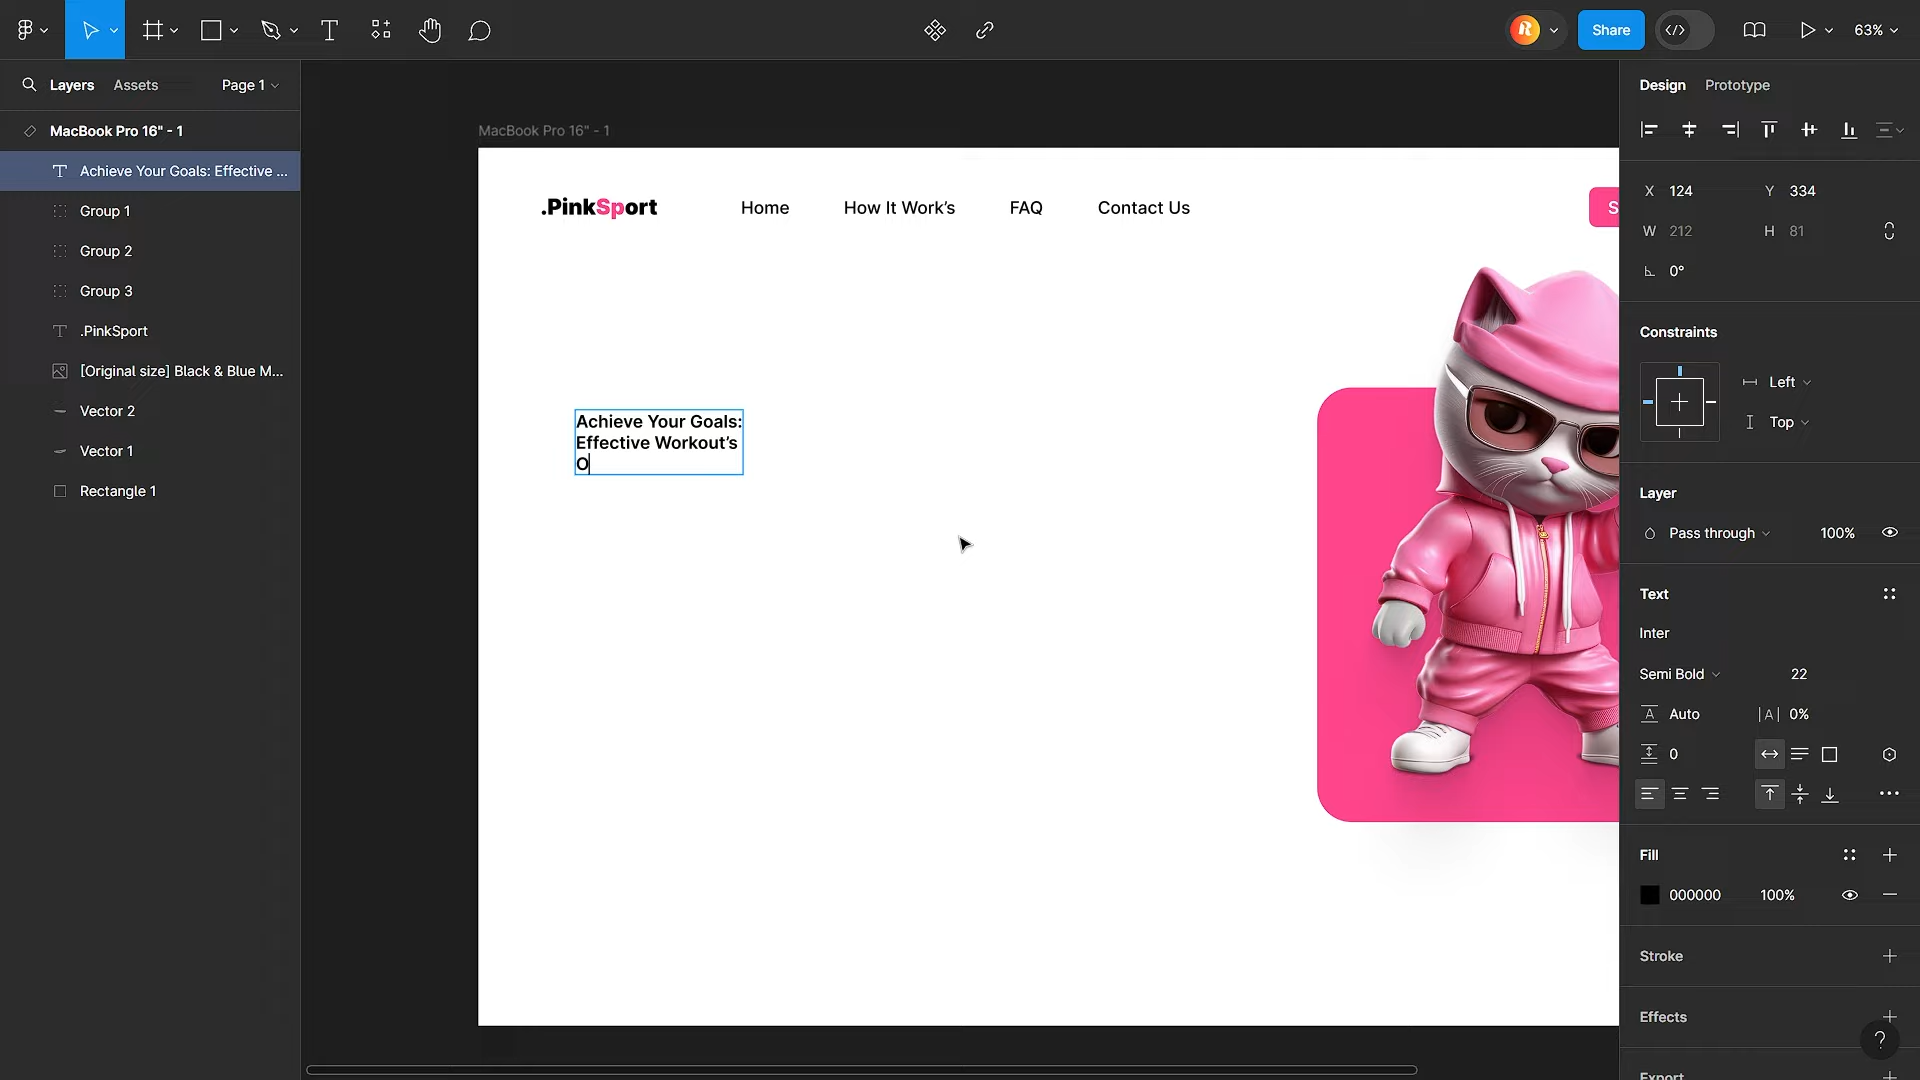 Share
63%
Layers
Assets
Page 1
MacBook Pro 16" - 1
Achieve Your Goals: Effective ...
Group 1
Group 2
Group 3
.PinkSport
[Original size] Black & Blue M...
Vector 2
Vector 1
Rectangle 1
MacBook Pro 16" - 1
.PinkSport
Home
How It Work’s
FAQ
Contact Us
S
Achieve Your Goals:
Effective Workout’s
O
Design
Prototype
X 124 Y 334
W 212 H 81
0°
Constraints
Left
Top
Layer
Pass through 100%
Text
Inter
Semi Bold 22
A Auto |A| 0%
0
Fill
000000 100%
Stroke
Effects
?
Export